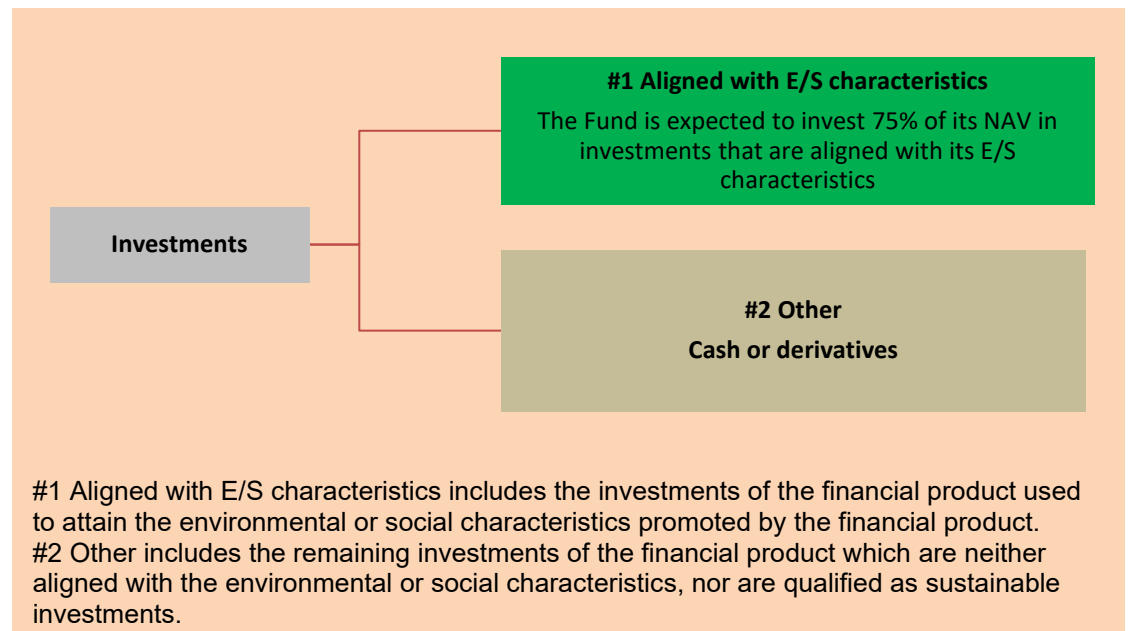 #1 Aligned with E/S characteristics
The Fund is expected to invest 75% of its NAV in
investments that are aligned with its E/S
characteristics
Investments
#2 Other
Cash or derivatives
#1 Aligned with E/S characteristics includes the investments of the financial product used
to attain the environmental or social characteristics promoted by the financial product.
#2 Other includes the remaining investments of the financial product which are neither
aligned with the environmental or social characteristics, nor are qualified as sustainable
investments.